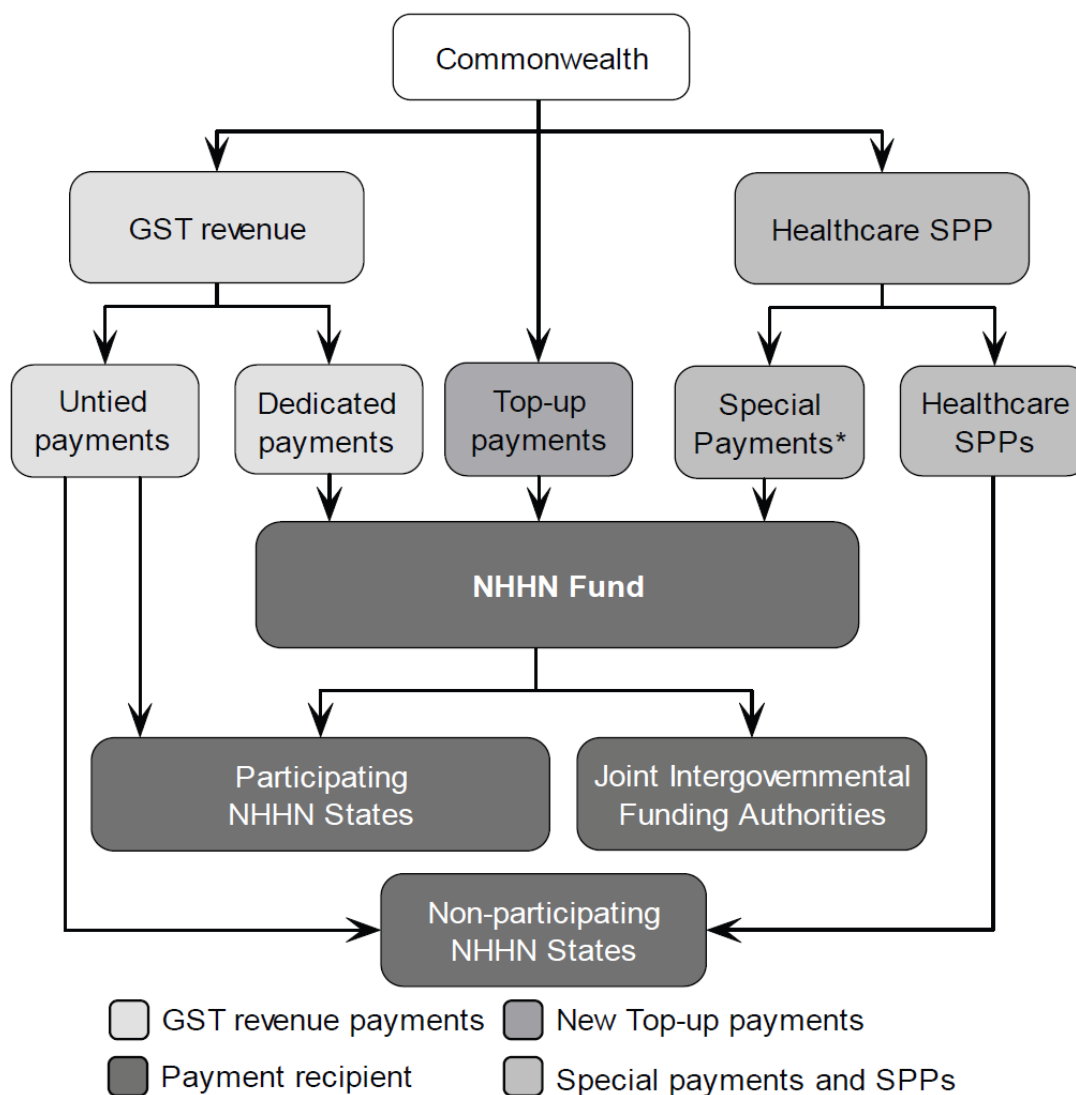 Commonwealth
GST revenue
Healthcare SPP
Untied
payments
Dedicated
payments
Top-up
payments
Special
Payments*
Healthcare
SPPs
NHHN Fund
Participating
NHHN States
Joint Intergovernmental
Funding Authorities
Non-participating
NHHN States
GST revenue payments
New Top-up payments
Payment recipient
Special payments and SPPs